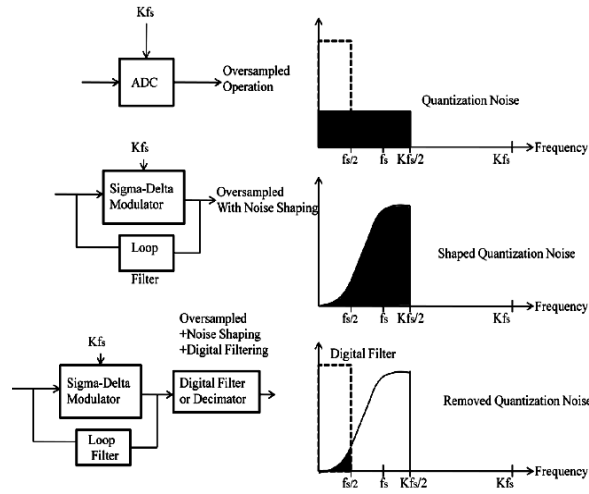 Kfs
ADC
Oversampled
Operation
Quantization Noise
fs/2 fs Kfs/2 Kfs Frequency
Kfs
Sigma-Delta
Modulator
Oversampled
With Noise Shaping
Loop
Filter
Shaped Quantization Noise
fs/2 fs Kfs/2 Kfs Frequency
Oversampled
+Noise Shaping
+Digital Filtering
Kfs
Sigma-Delta
Modulator
Digital Filter
or Decimator
Loop
Filter
Digital Filter
Removed Quantization Noise
fs/2 fs Kfs/2 Kfs Frequency